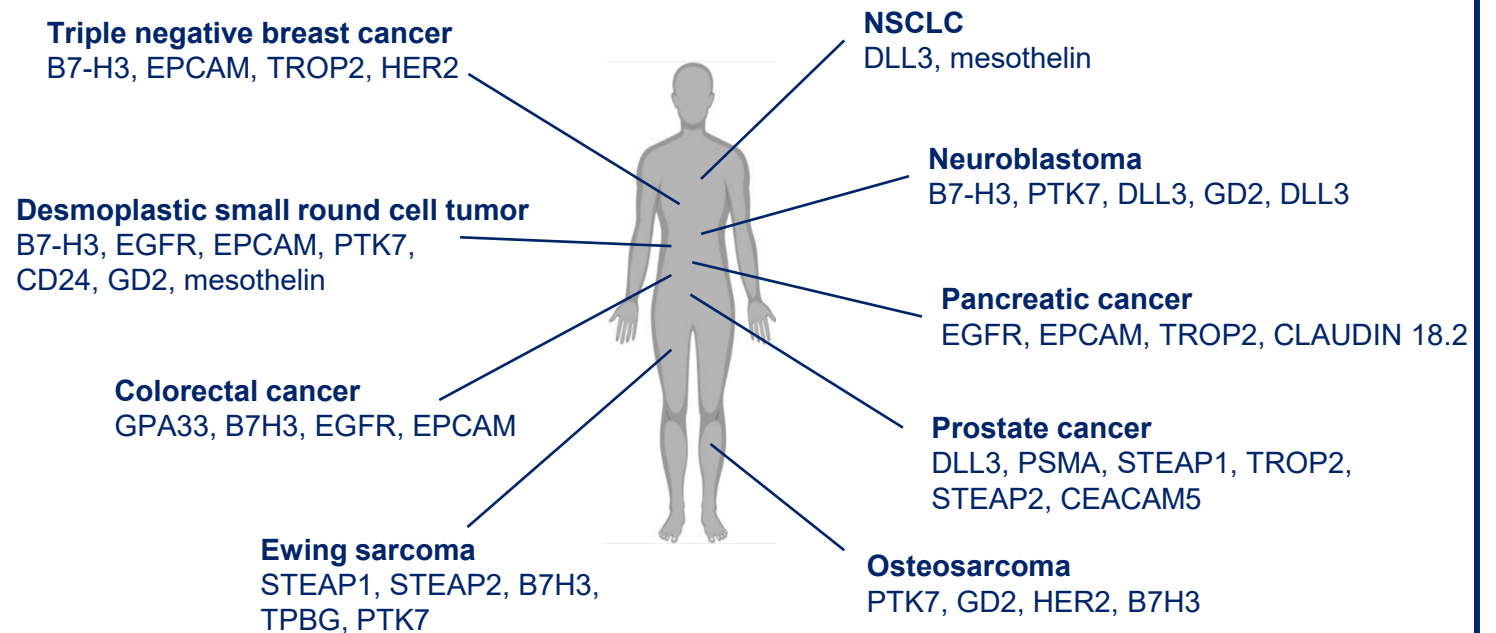 Triple negative breast cancer
B7-H3, EPCAM, TROP2, HER2
NSCLC
DLL3, mesothelin
Neuroblastoma
B7-H3, PTK7, DLL3, GD2, DLL3
Desmoplastic small round cell tumor
B7-H3, EGFR, EPCAM, PTK7,
CD24, GD2, mesothelin
Pancreatic cancer
EGFR, EPCAM, TROP2, CLAUDIN 18.2
Colorectal cancer
GPA33, B7H3, EGFR, EPCAM
Prostate cancer
DLL3, PSMA, STEAP1, TROP2,
STEAP2, CEACAM5
Ewing sarcoma
STEAP1, STEAP2, B7H3,
TPBG, PTK7
Osteosarcoma
PTK7, GD2, HER2, B7H3